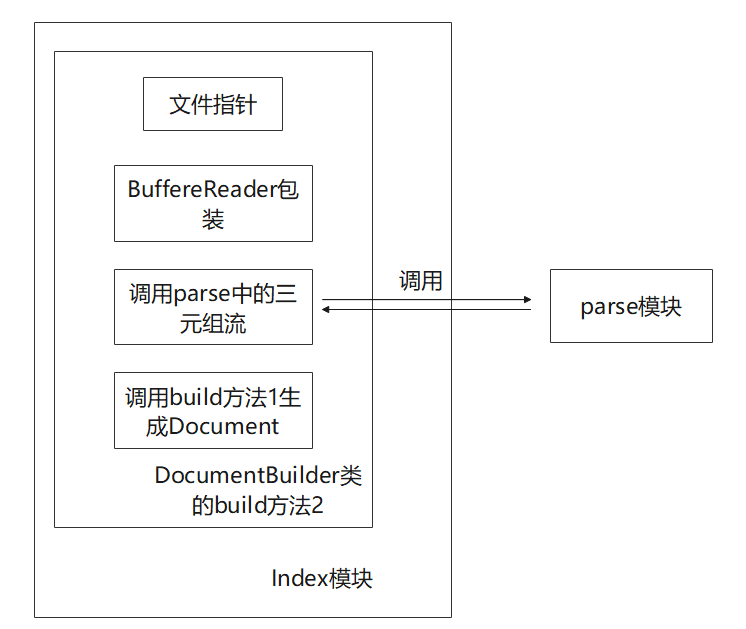 文件指针
BuffereReader包
装
调用parse中的三
元组流
调用
parse模块
调用build方法1生
成Document
DocumentBuilder类
的build方法2
Index模块